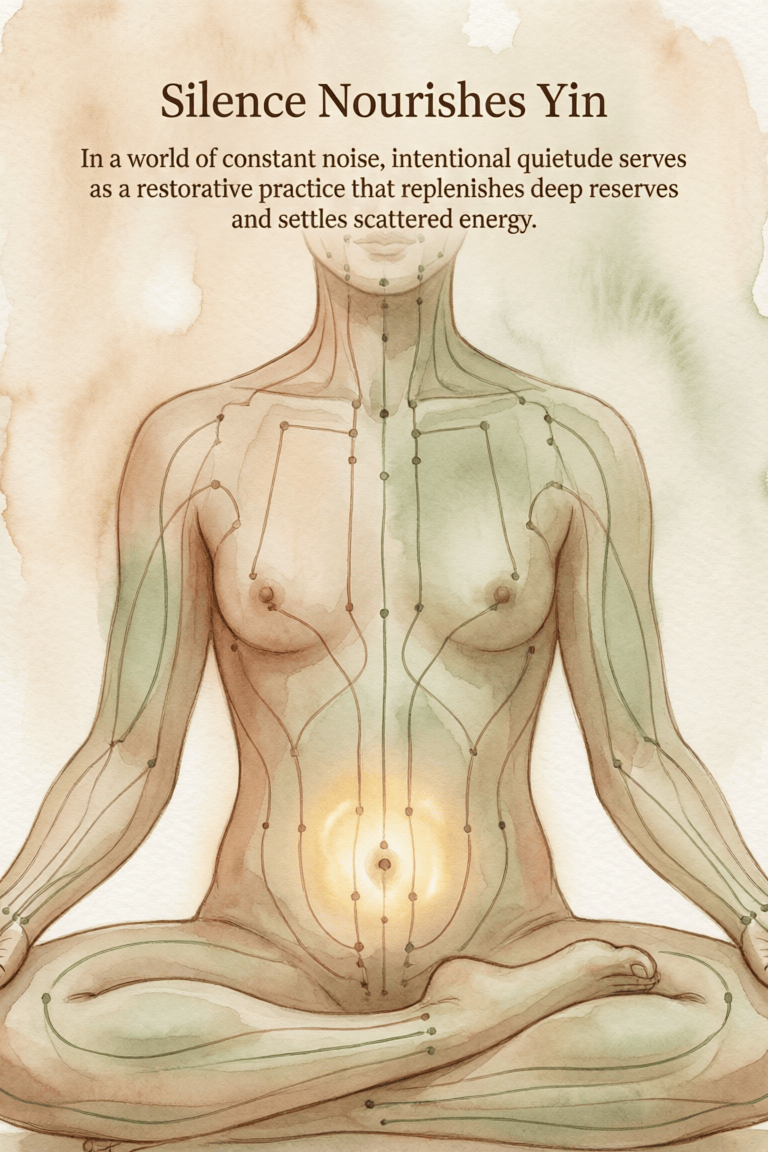 Silence Nourishes Yin
In a world of constant noise, intentional quietude serves
as a restorative practice that replenishes deep reserves
and settles scattered energy.